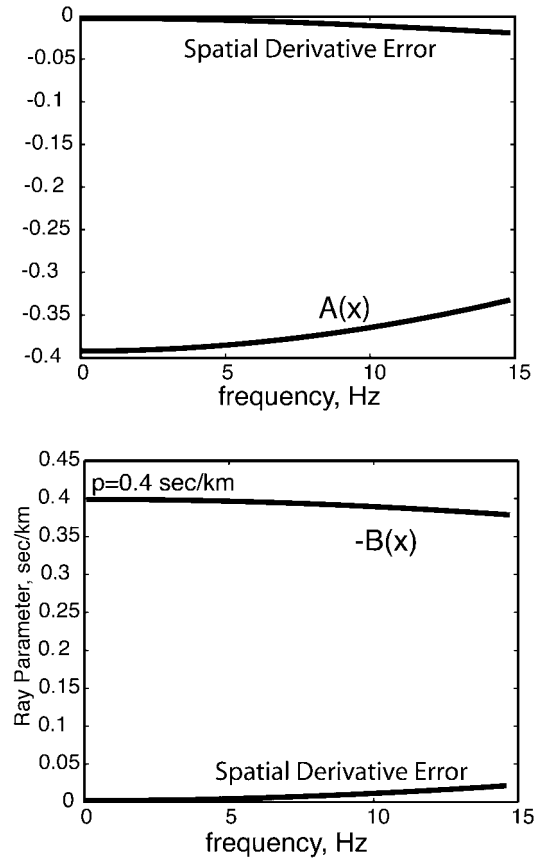 0
Spatial Derivative Error
-0.05
-0.1
-0.15
-0.2
-0.25
-0.3
A(x)
-0.35
-0.4
0 5 10 15
frequency, Hz
0.45
p=0.4 sec/km
0.4
-B(x)
0.35
0.3
0.25
Ray Parameter, sec/km
0.2
0.15
0.1
0.05
Spatial Derivative Error
0
0 5 10 15
frequency, Hz